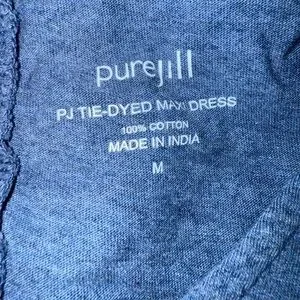 purejill
PJ TIE-DYED MAXI DRESS
100% COTTON
MADE IN INDIA
M